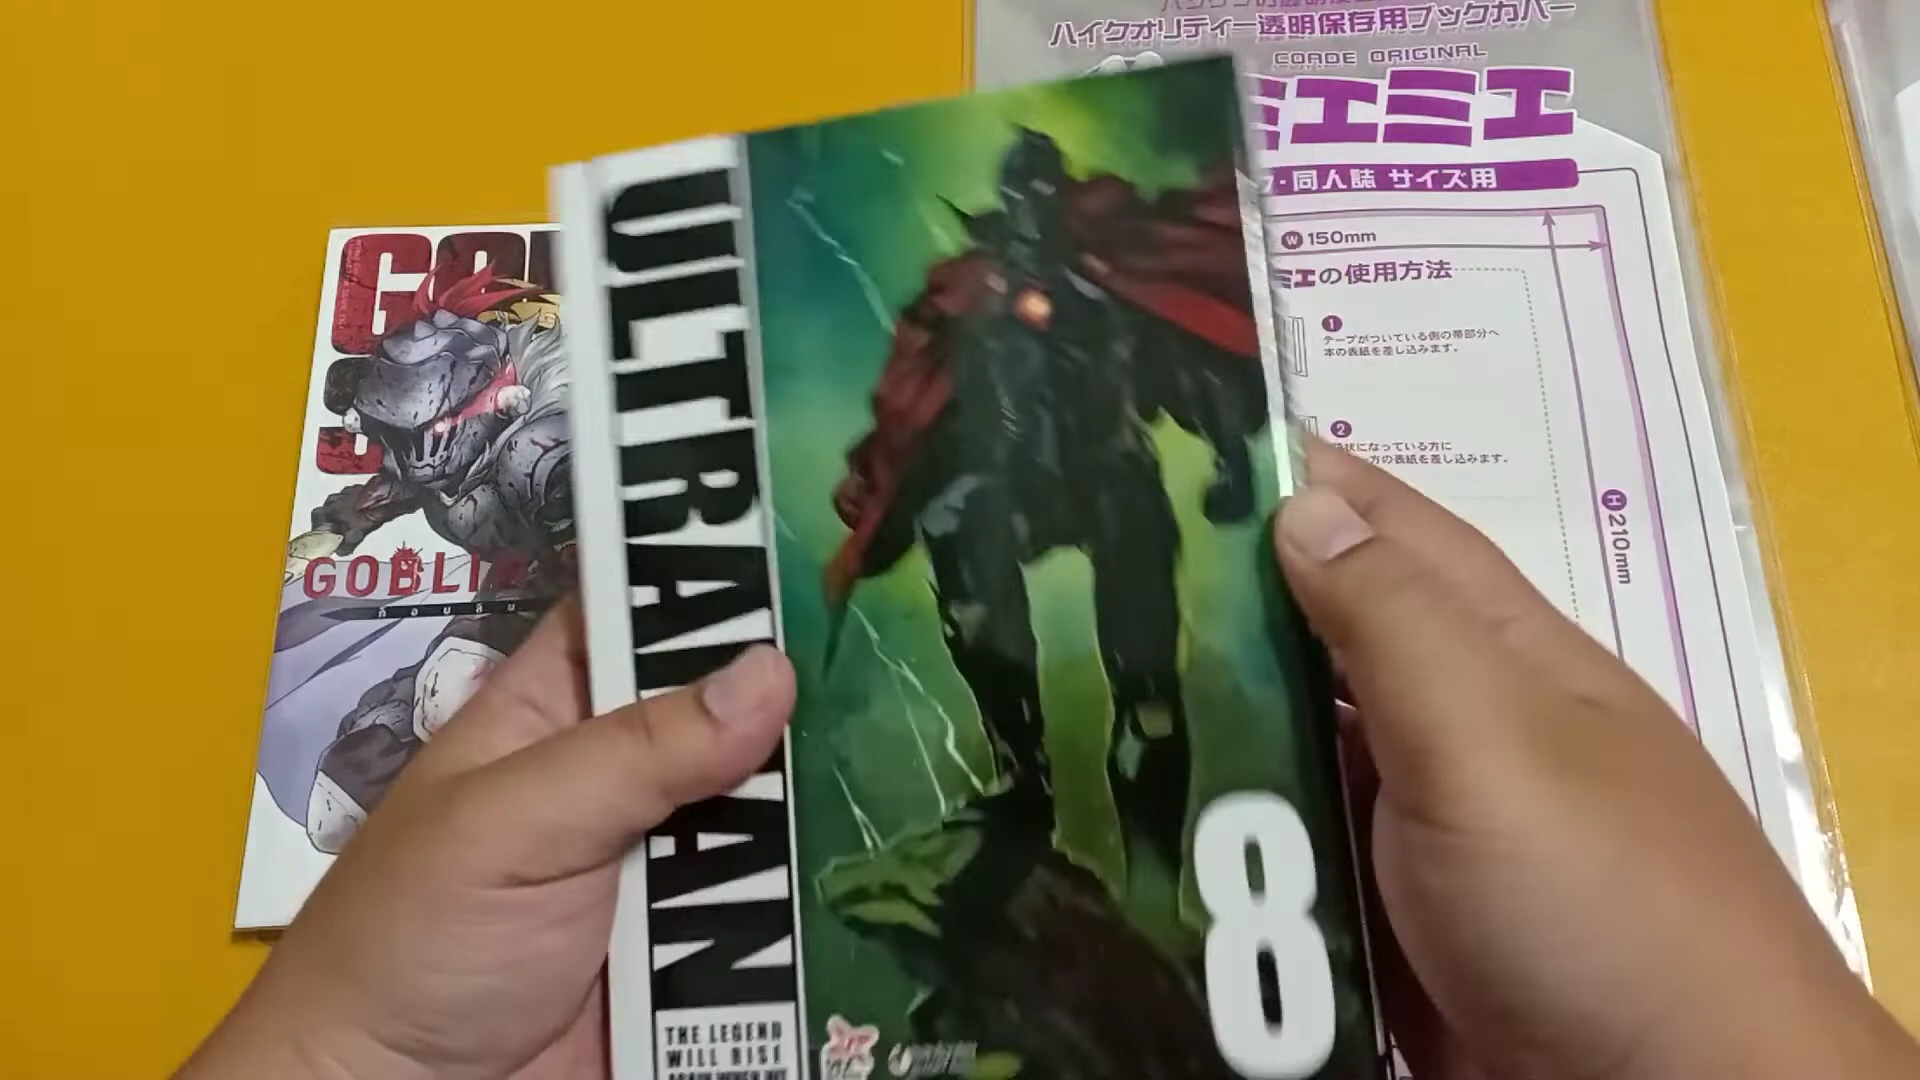 ハイクオリティー透明保存用ブックカバー
COADE ORIGINAL
ミエミエ
・同人誌 サイズ用
W 150mm
ミエの使用方法
1
テープがついている側の帯部分へ
本の表紙を差し込みます。
2
状になっている方に
方の表紙を差し込みます。
H 210mm
GOBLI
ULTRAMAN
THE LEGEND
WILL RISE
8